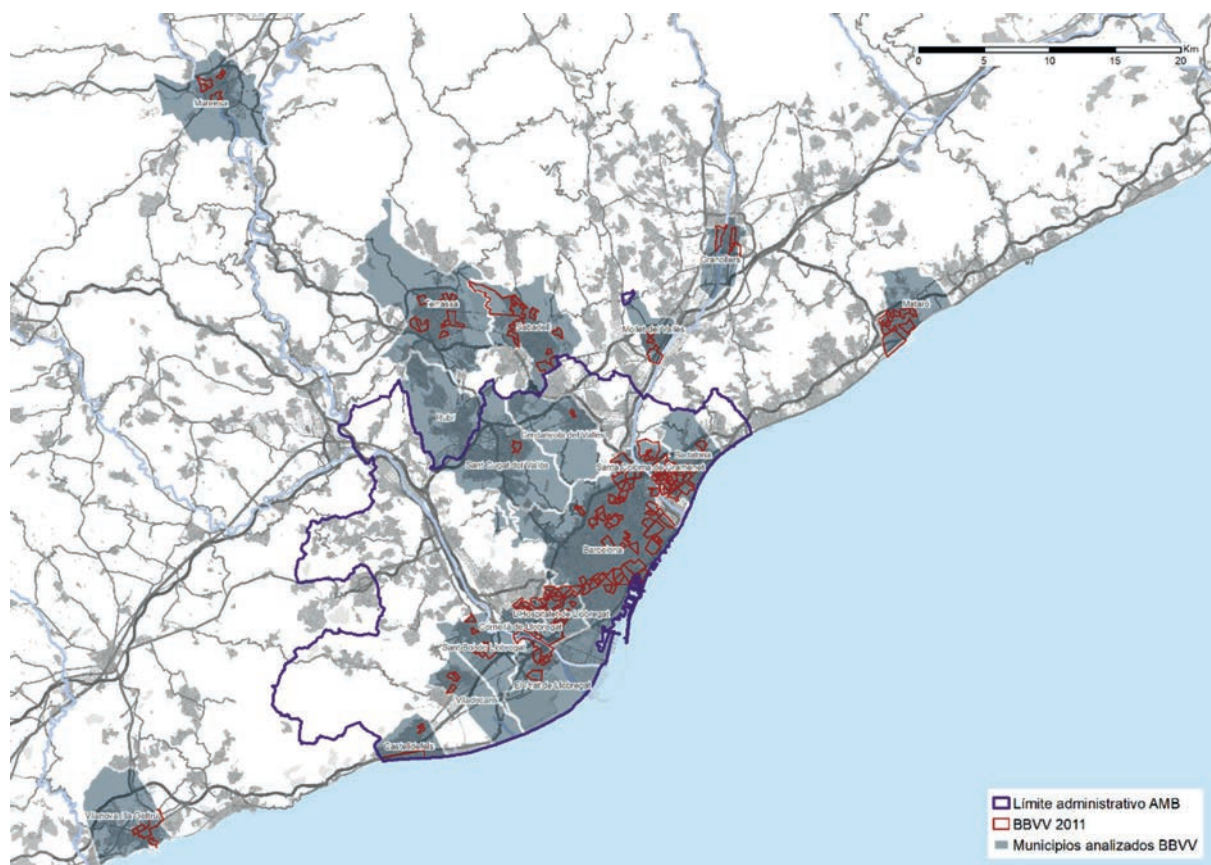 Km
0 5 10 15 20
Manresa
Granollers
Terrassa
Sabadell
Mataró
Mollet del Vallès
Rubí
Cerdanyola del Vallès
Sant Cugat del Vallès
Badalona
Santa Coloma de Gramenet
Barcelona
L'Hospitalet de Llobregat
Cornellà de Llobregat
Sant Boi de Llobregat
El Prat de Llobregat
Viladecans
Castelldefels
Vilanova i la Geltrú
Límite administrativo AMB
BBVV 2011
Municipios analizados BBVV